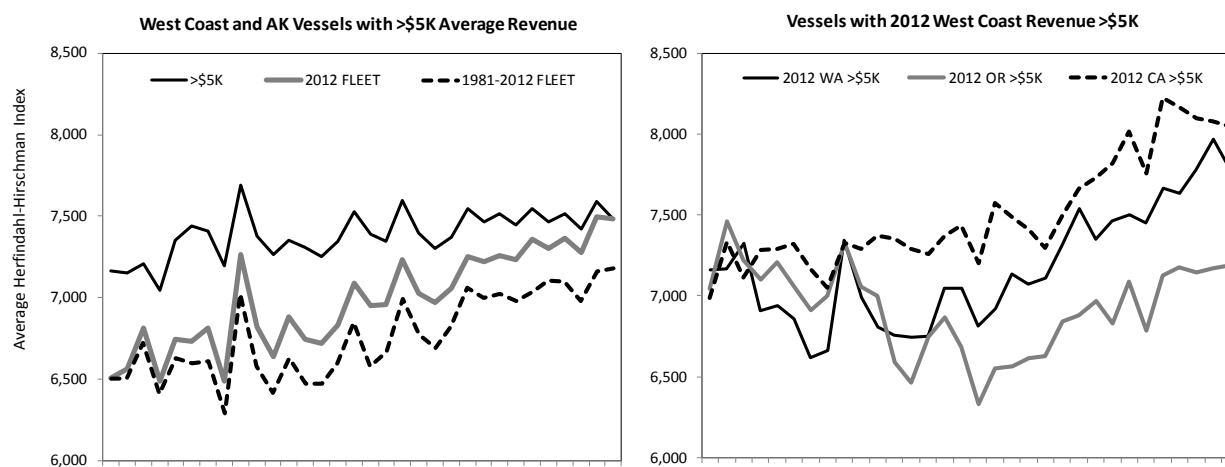 West Coast and AK Vessels with >$5K Average Revenue
8,500
>$5K 2012 FLEET 1981-2012 FLEET
8,000
7,500
7,000
6,500
6,000
Average Herfindahl-Hirschman Index
Vessels with 2012 West Coast Revenue >$5K
8,500
2012 WA >$5K 2012 OR >$5K 2012 CA >$5K
8,000
7,500
7,000
6,500
6,000